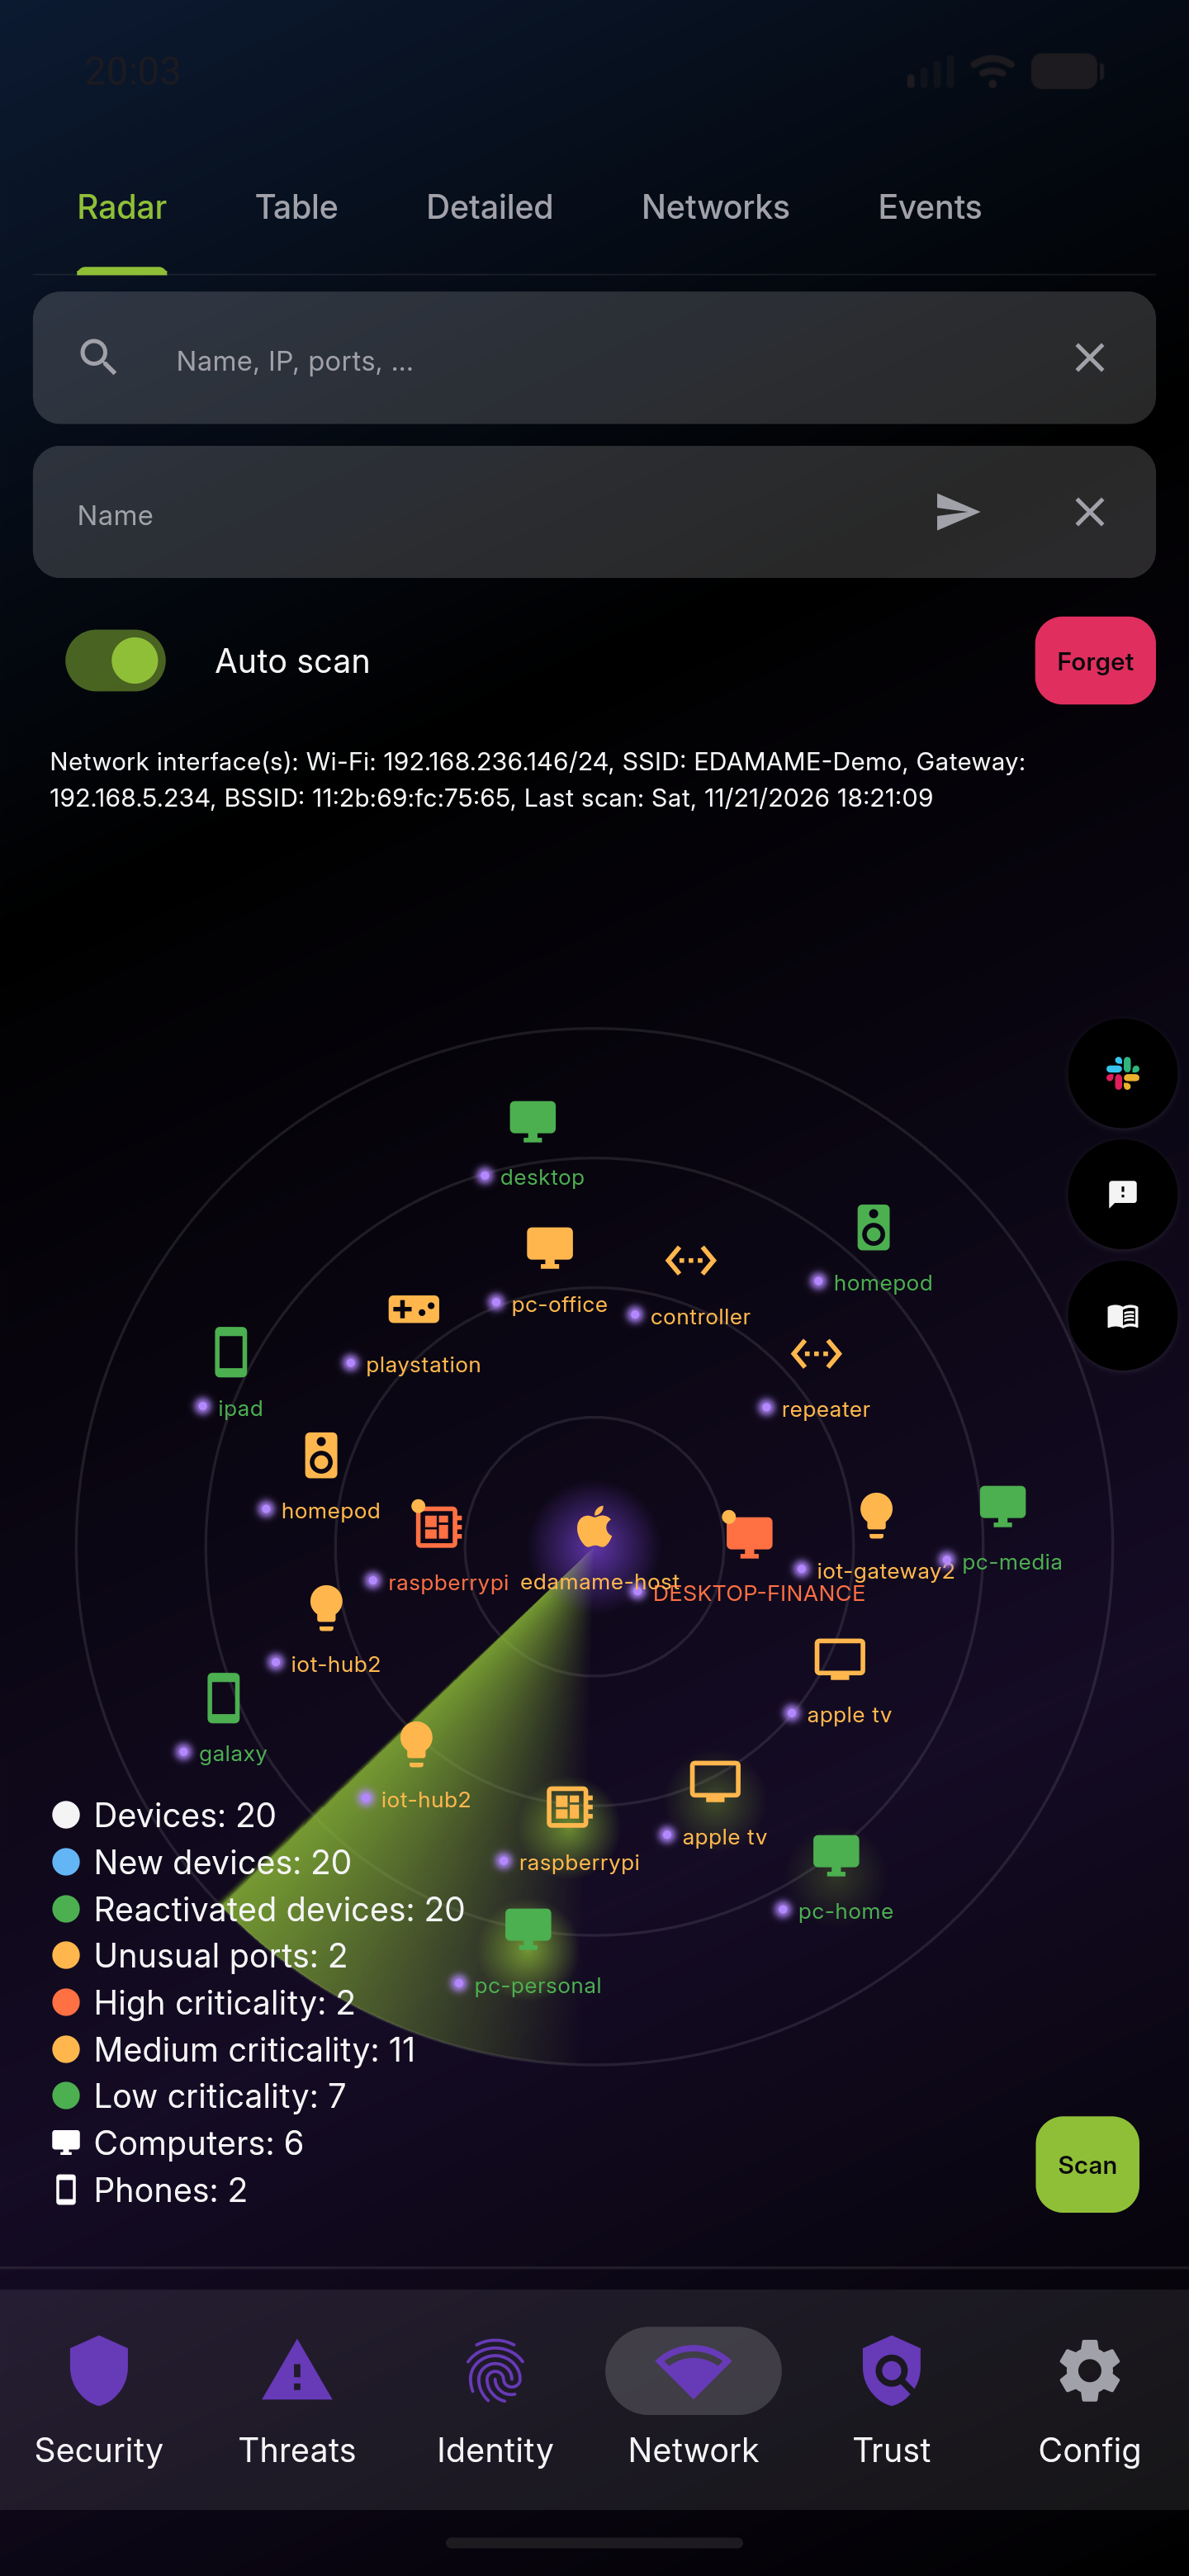 20:03
Radar Table Detailed Networks Events
Name, IP, ports, ...
Name
Auto scan
Forget
Network interface(s): Wi-Fi: 192.168.236.146/24, SSID: EDAMAME-Demo, Gateway:
192.168.5.234, BSSID: 11:2b:69:fc:75:65, Last scan: Sat, 11/21/2026 18:21:09
desktop
homepod
pc-office
controller
playstation
ipad
repeater
homepod
pc-media
iot-gateway2
raspberrypi
edamame-host
DESKTOP-FINANCE
iot-hub2
apple tv
galaxy
iot-hub2
apple tv
raspberrypi
pc-home
pc-personal
Devices: 20
New devices: 20
Reactivated devices: 20
Unusual ports: 2
High criticality: 2
Medium criticality: 11
Low criticality: 7
Computers: 6
Phones: 2
Scan
Security Threats Identity Network Trust Config